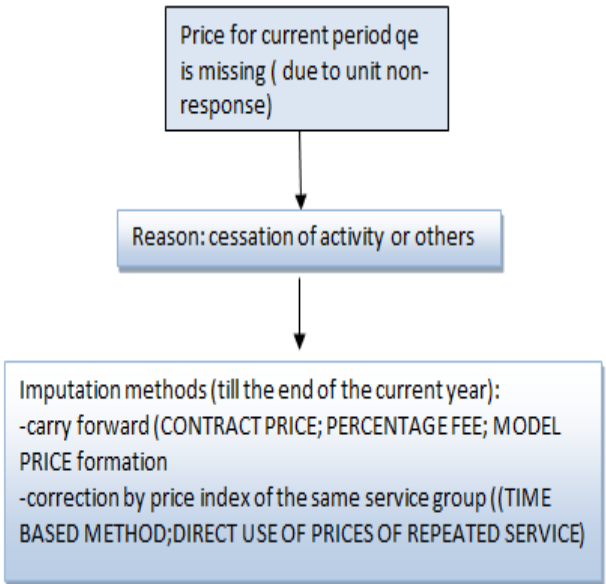 Price for current period qe
is missing ( due to unit non-
response)
Reason: cessation of activity or others
Imputation methods (till the end of the current year):
-carry forward (CONTRACT PRICE; PERCENTAGE FEE; MODEL
PRICE formation
-correction by price index of the same service group ((TIME
BASED METHOD;DIRECT USE OF PRICES OF REPEATED SERVICE)